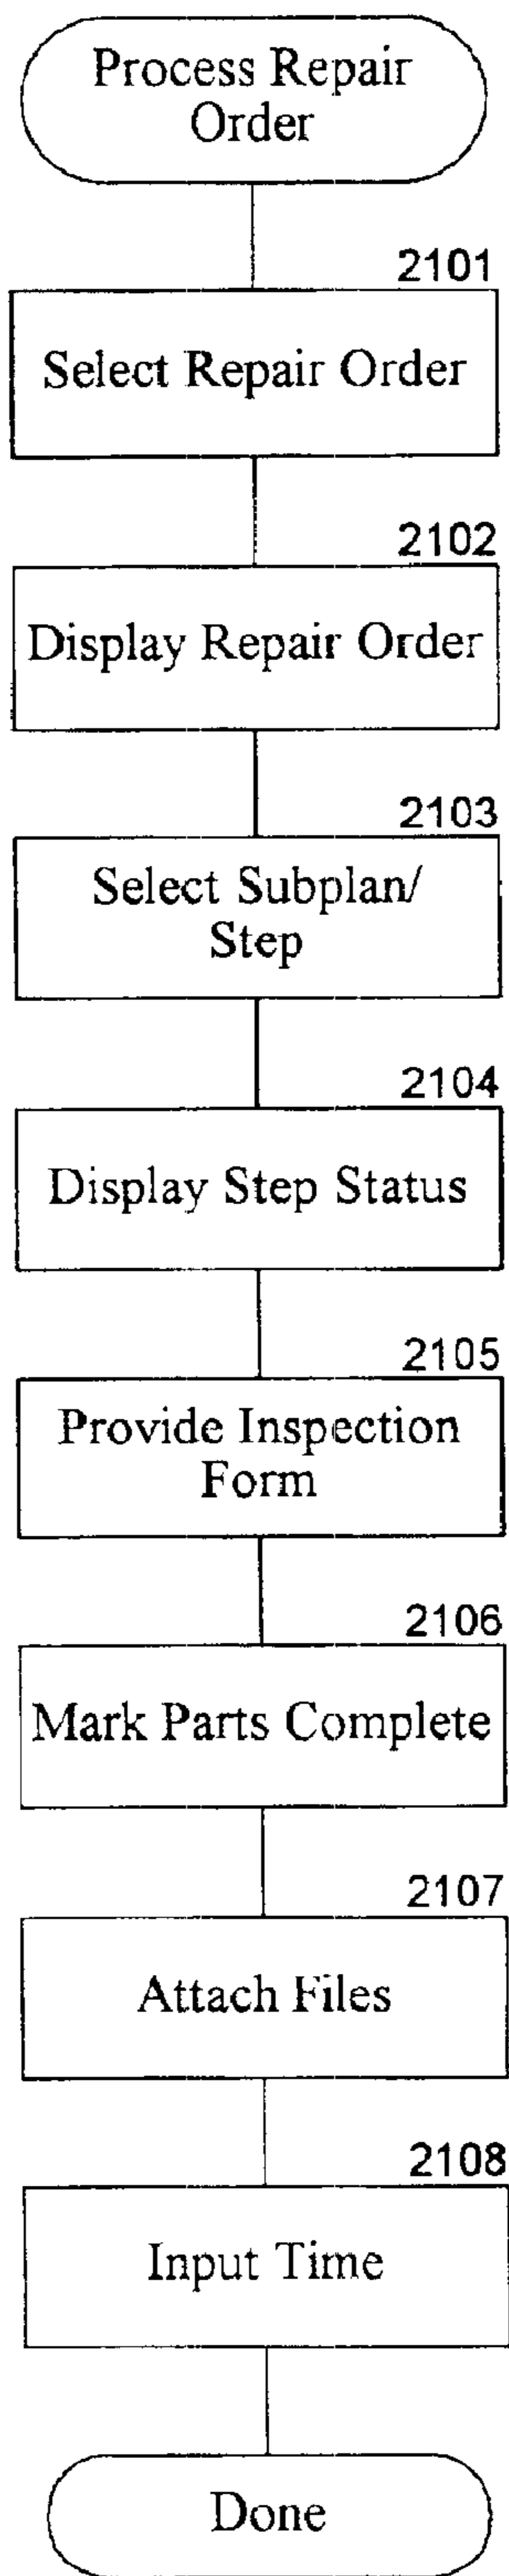 Process Repair
Order
2101
Select Repair Order
2102
Display Repair Order
2103
Select Subplan/
Step
2104
Display Step Status
2105
Provide Inspection
Form
2106
Mark Parts Complete
2107
Attach Files
2108
Input Time
Done